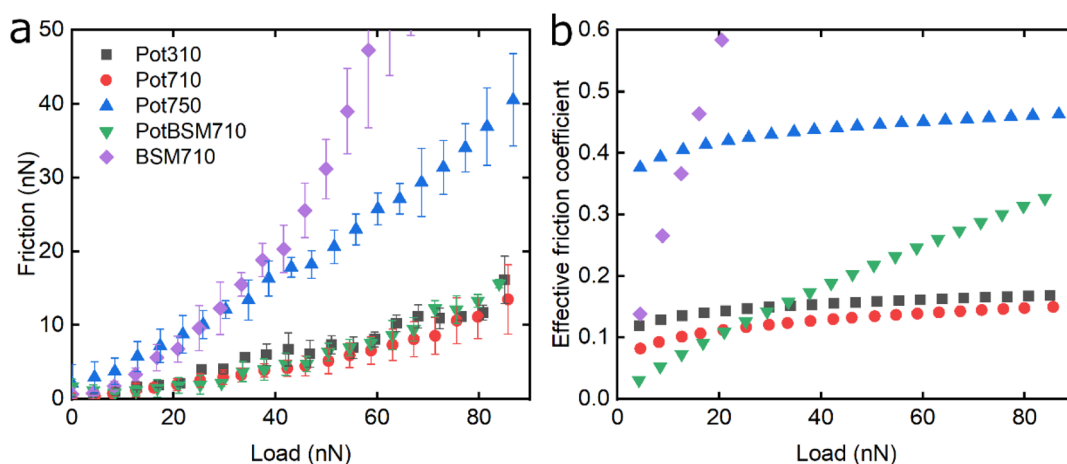 a
50
40
30
20
10
0
Friction (nN)
Pot310
Pot710
Pot750
PotBSM710
BSM710
0 20 40 60 80
Load (nN)
b
0.6
0.5
0.4
0.3
0.2
0.1
0.0
Effective friction coefficient
0 20 40 60 80
Load (nN)